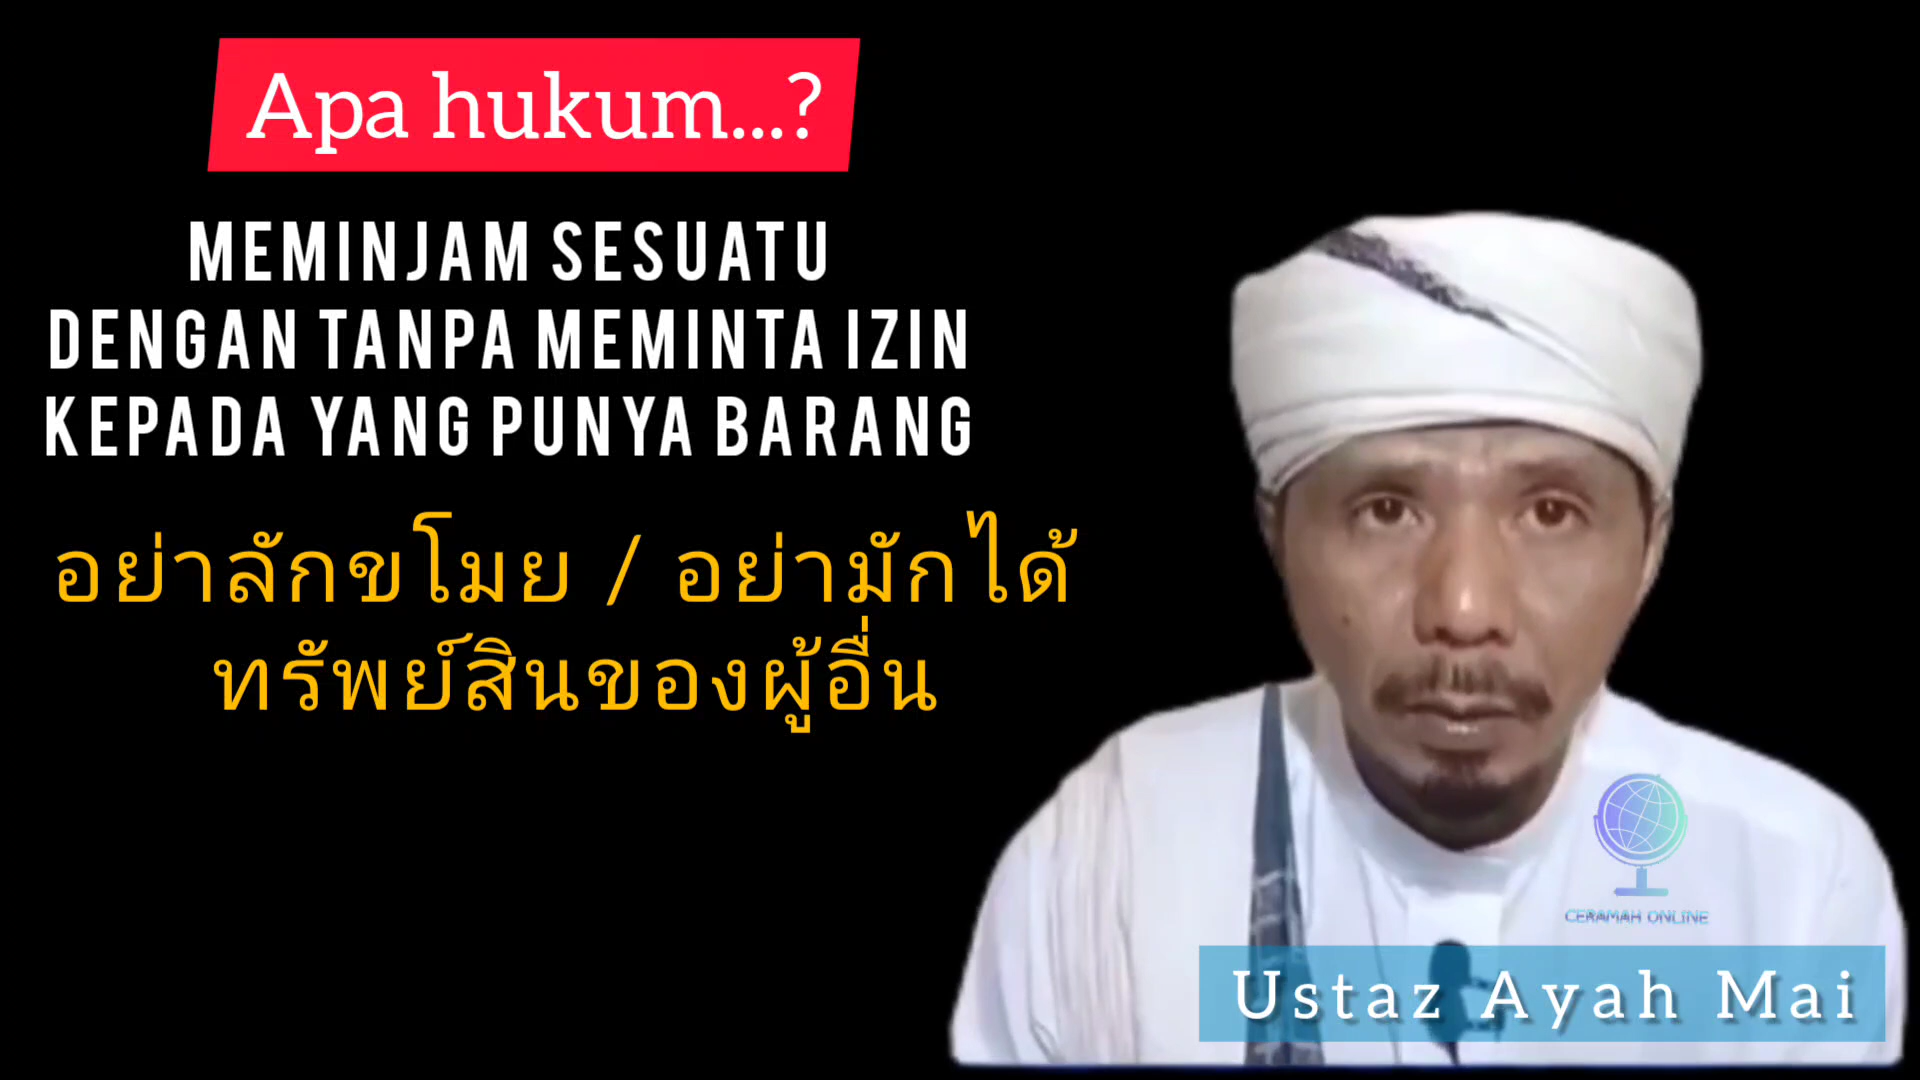 Apa hukum...?
MEMINJAM SESUATU
DENGAN TANPA MEMINTA IZIN
KEPADA YANG PUNYA BARANG
อย่าลักขโมย / อย่ามักได้
ทรัพย์สินของผู้อื่น
CERAMAH ONLINE
Ustaz Ayah Mai